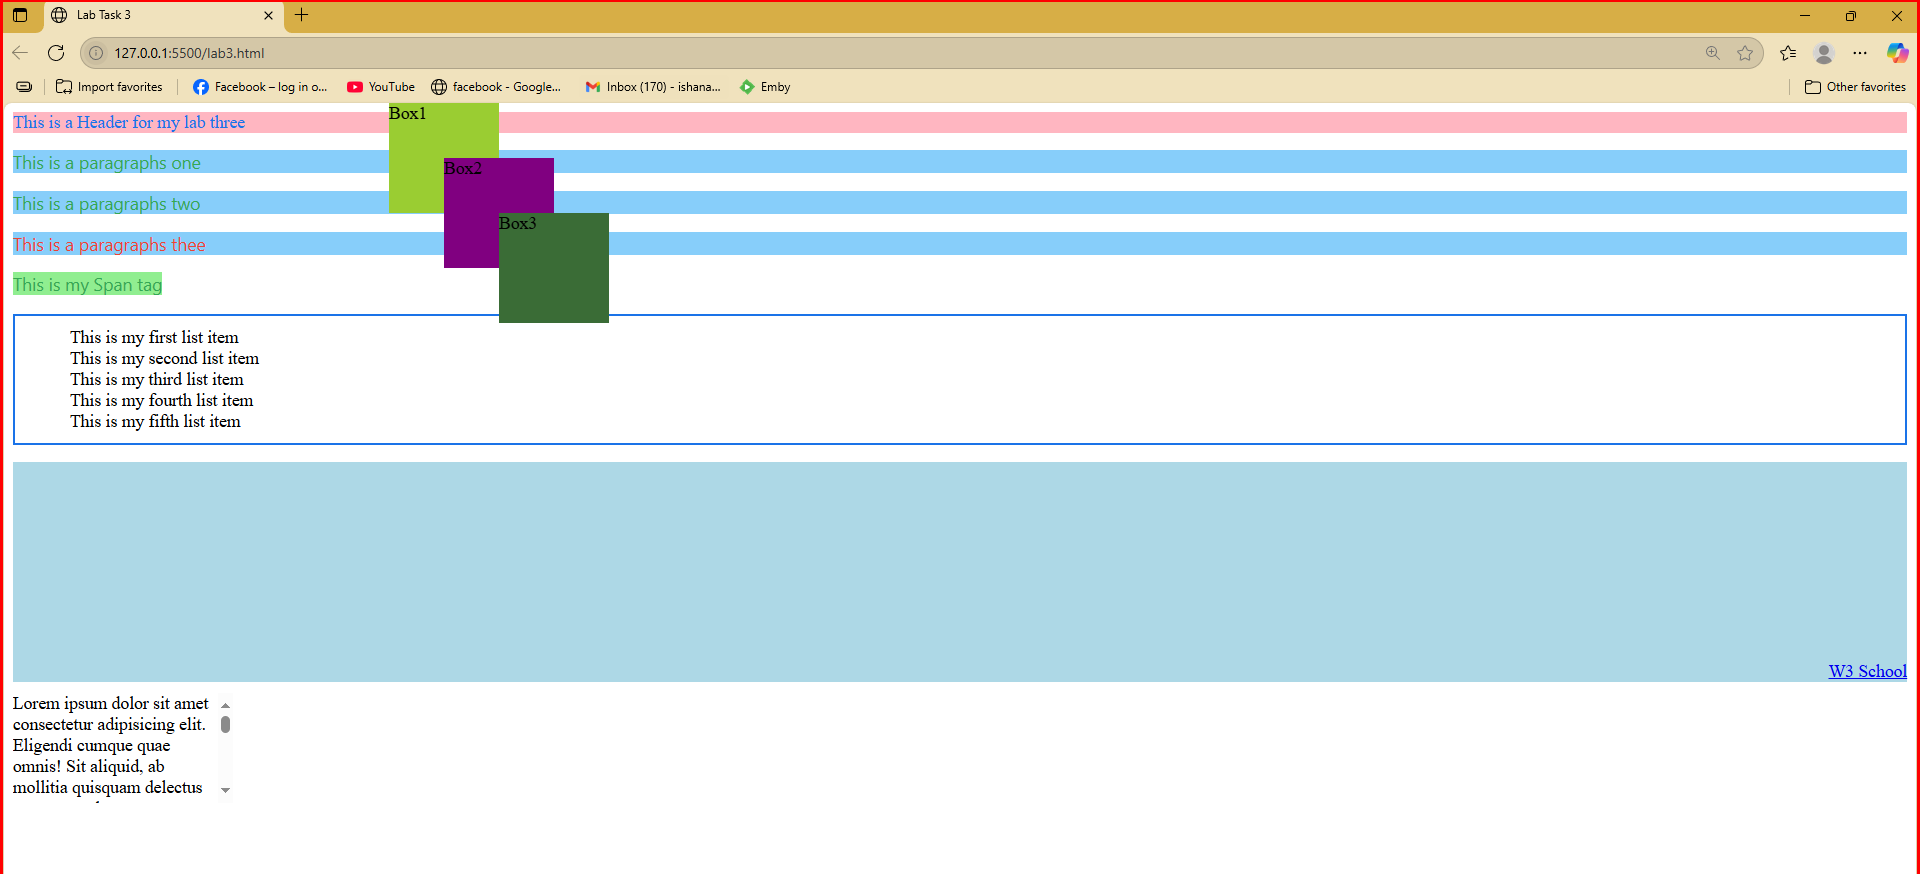 Lab Task 3
127.0.0.1:5500/lab3.html
Import favorites
Facebook – log in o...
YouTube
facebook - Google...
Inbox (170) - ishana...
Emby
Other favorites
This is a Header for my lab three
Box1
This is a paragraphs one
Box2
This is a paragraphs two
Box3
This is a paragraphs thee
This is my Span tag
This is my first list item
This is my second list item
This is my third list item
This is my fourth list item
This is my fifth list item
W3 School
Lorem ipsum dolor sit amet
consectetur adipisicing elit.
Eligendi cumque quae
omnis! Sit aliquid, ab
mollitia quisquam delectus